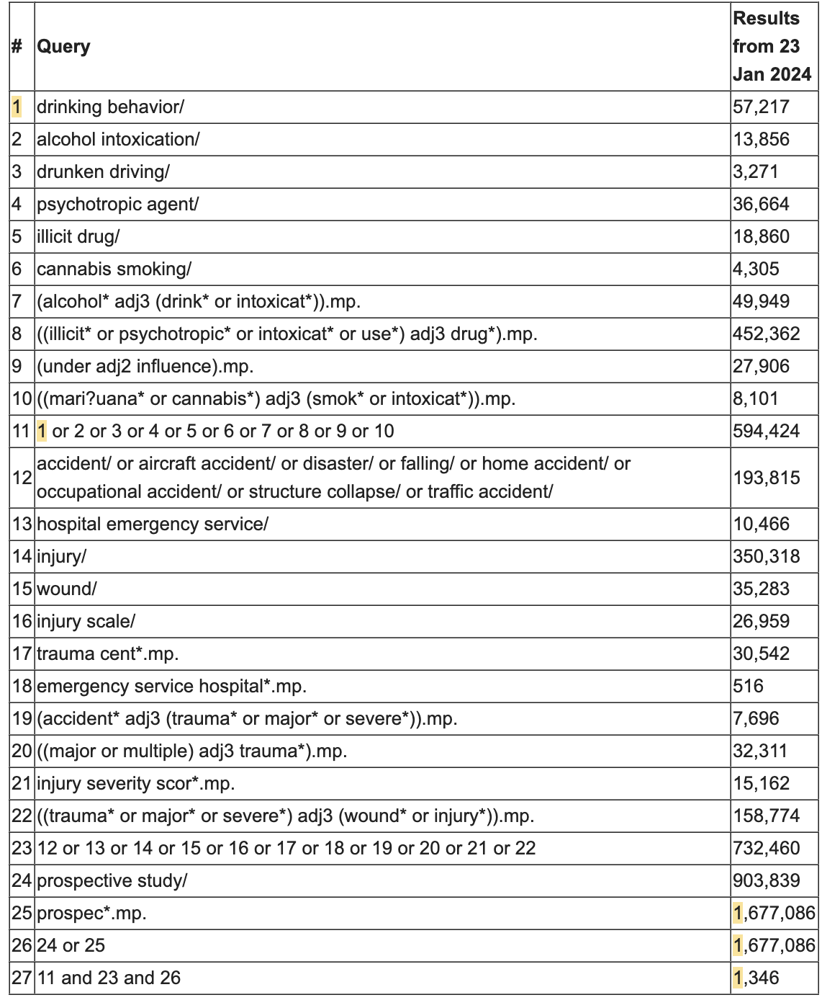 # Query Results from 23 Jan 2024
1 drinking behavior/ 57,217
2 alcohol intoxication/ 13,856
3 drunken driving/ 3,271
4 psychotropic agent/ 36,664
5 illicit drug/ 18,860
6 cannabis smoking/ 4,305
7 (alcohol* adj3 (drink* or intoxicat*)).mp. 49,949
8 ((illicit* or psychotropic* or intoxicat* or use*) adj3 drug*).mp. 452,362
9 (under adj2 influence).mp. 27,906
10 ((mari?uana* or cannabis*) adj3 (smok* or intoxicat*)).mp. 8,101
11 1 or 2 or 3 or 4 or 5 or 6 or 7 or 8 or 9 or 10 594,424
12 accident/ or aircraft accident/ or disaster/ or falling/ or home accident/ or
occupational accident/ or structure collapse/ or traffic accident/ 193,815
13 hospital emergency service/ 10,466
14 injury/ 350,318
15 wound/ 35,283
16 injury scale/ 26,959
17 trauma cent*.mp. 30,542
18 emergency service hospital*.mp. 516
19 (accident* adj3 (trauma* or major* or severe*)).mp. 7,696
20 ((major or multiple) adj3 trauma*).mp. 32,311
21 injury severity scor*.mp. 15,162
22 ((trauma* or major* or severe*) adj3 (wound* or injury*)).mp. 158,774
23 12 or 13 or 14 or 15 or 16 or 17 or 18 or 19 or 20 or 21 or 22 732,460
24 prospective study/ 903,839
25 prospec*.mp. 1,677,086
26 24 or 25 1,677,086
27 11 and 23 and 26 1,346